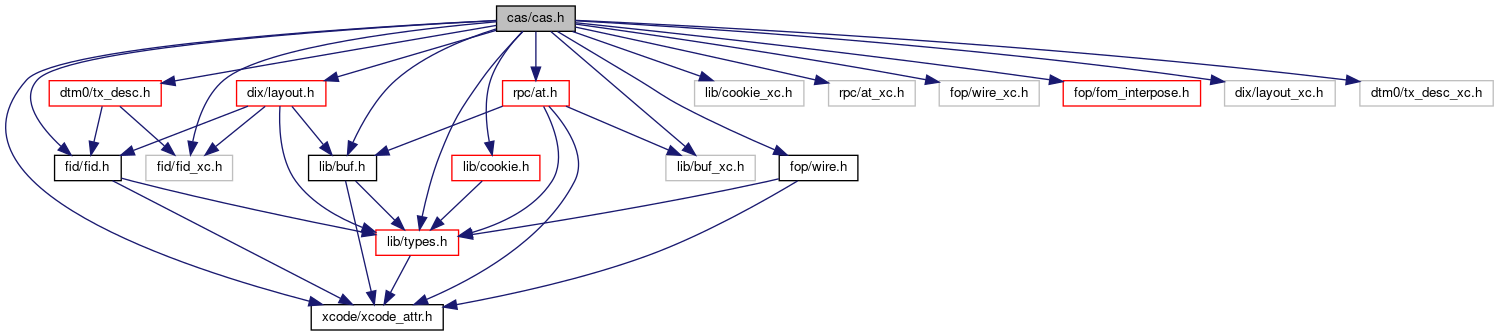 cas/cas.h
dtm0/tx_desc.h
dix/layout.h
rpc/at.h
lib/cookie_xc.h
rpc/at_xc.h
fop/wire_xc.h
fop/fom_interpose.h
dix/layout_xc.h
dtm0/tx_desc_xc.h
fid/fid.h
fid/fid_xc.h
lib/buf.h
lib/cookie.h
lib/buf_xc.h
fop/wire.h
lib/types.h
xcode/xcode_attr.h